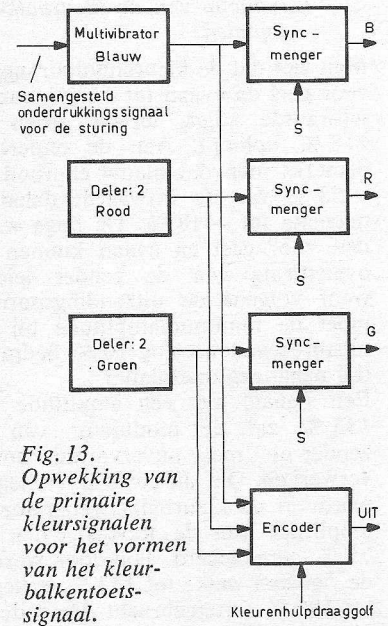 Multivibrator
Blauw
Sync-
menger
B
Samengesteld
onderdrukkingssignaal
voor de sturing
S
Deler: 2
Rood
Sync-
menger
R
S
Deler: 2
Groen
Sync-
menger
G
S
Fig. 13.
Opwekking van
de primaire
kleursignalen
voor het vormen
van het kleur-
balkentoets-
signaal.
Encoder
UIT
Kleurenhulpdraaggolf